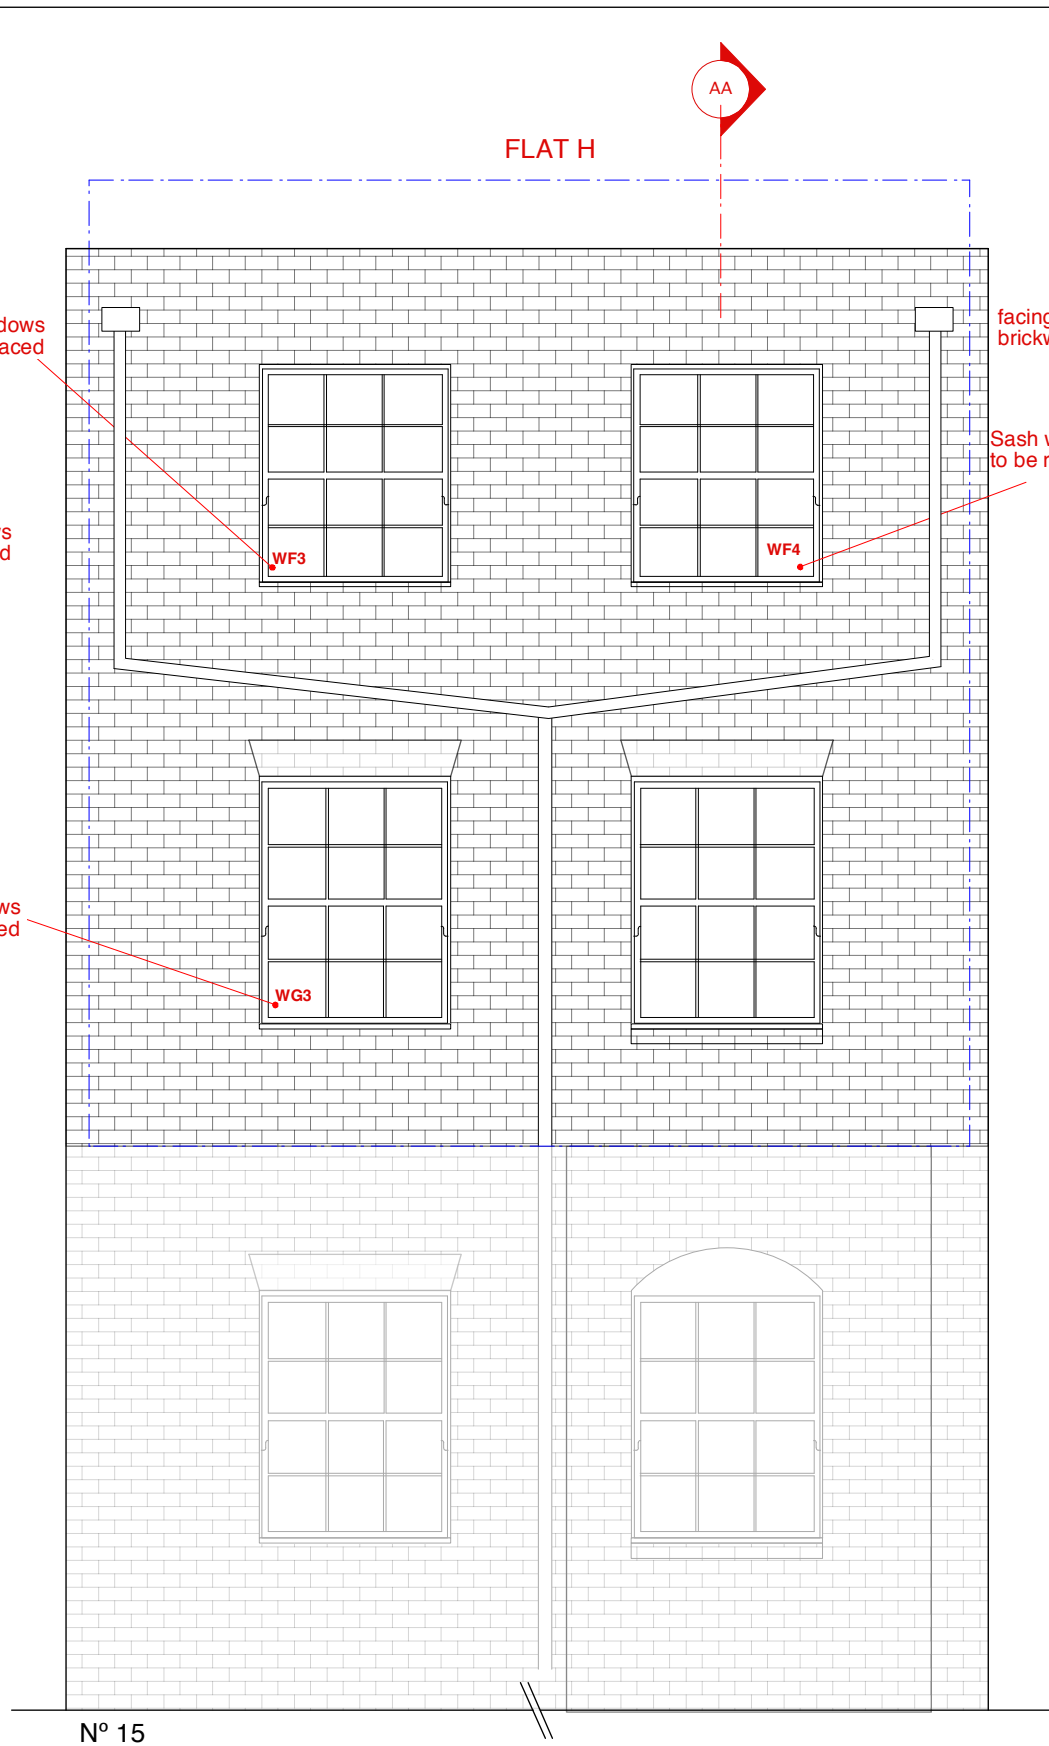 AA
FLAT H
dows
aced
facing
brickw
Sash w
to be r
WF3
WF4
ws
ed
WG3
Nº 15